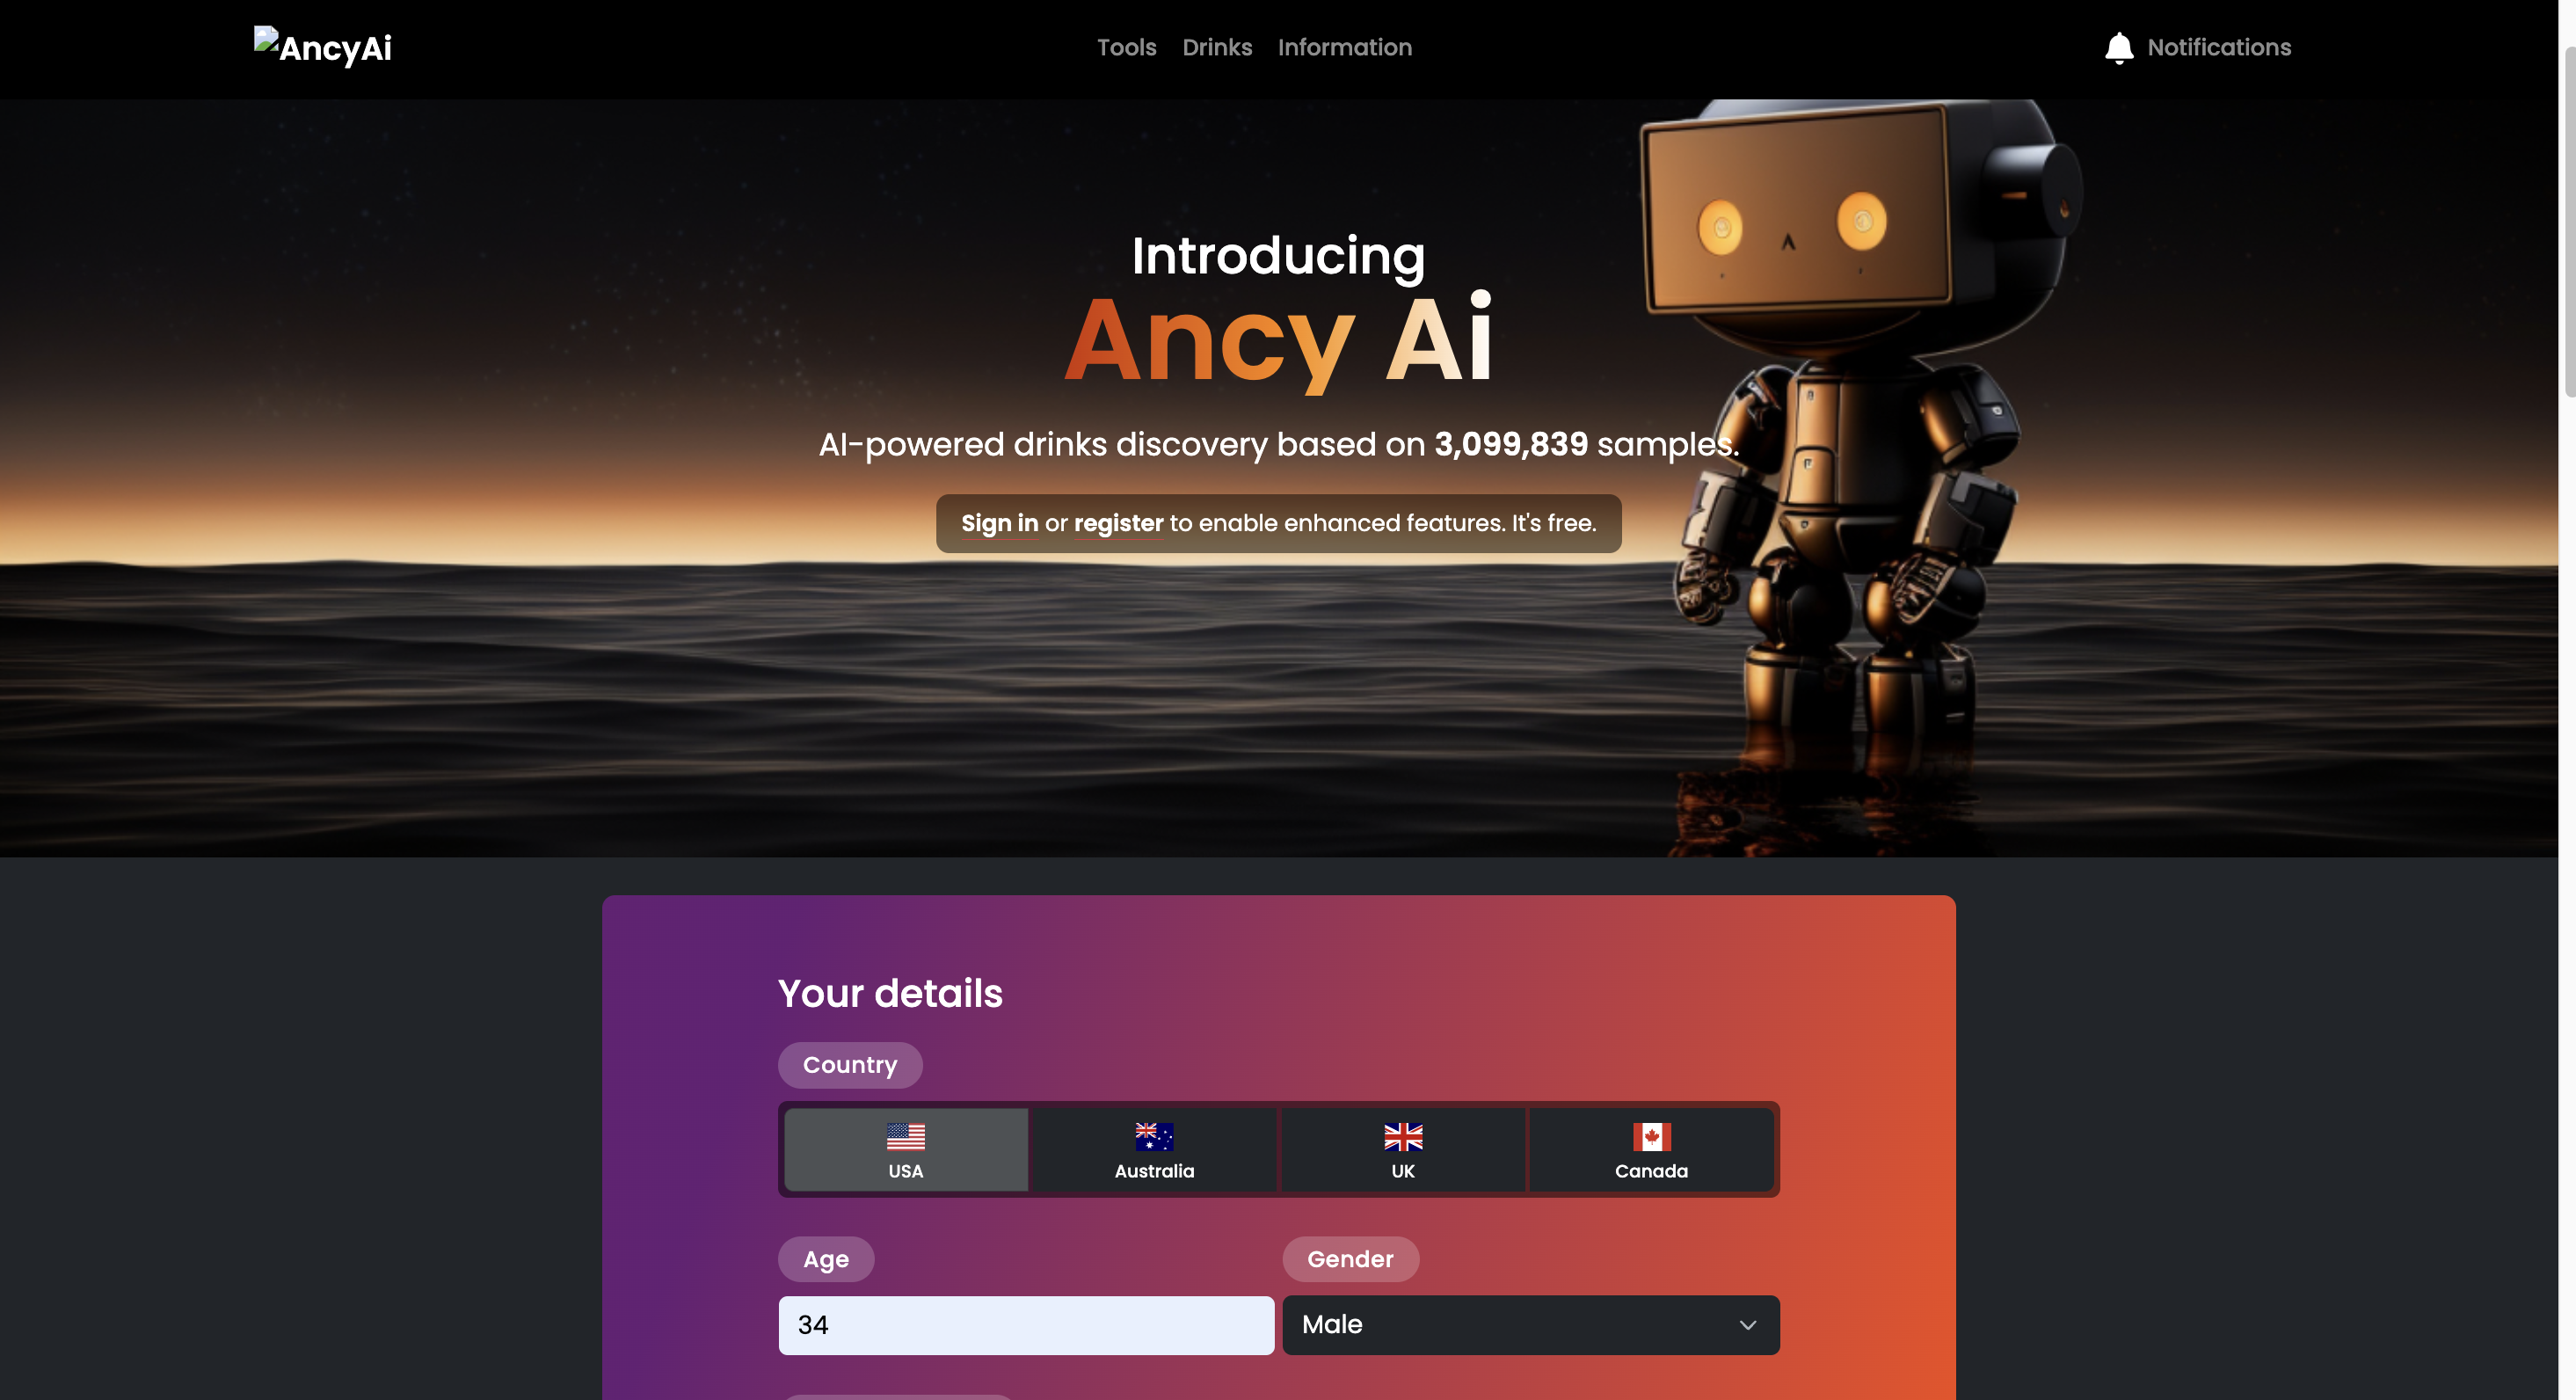 AncyAi
Tools Drinks Information
Notifications
Introducing
Ancy Ai
AI-powered drinks discovery based on 3,099,839 samples.
Sign in or register to enable enhanced features. It's free.
Your details
Country
USA Australia UK Canada
Age Gender
34 Male